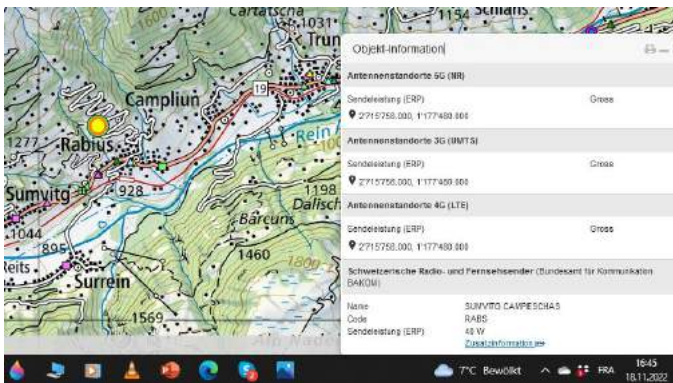 1600
Cartatscha
1031
Trun
1154
Schlans
19
Campliun
1277
Rabius
Rein
Sumvitg
928
1198
Dalisch
1044
Bärcuns
895
1460
1800
Surrein
1569
Objekt-Information
Antennenstandorte 5G (NR)
Sendeleistung (ERP) Gross
2'715'758.000, 1'177'480.000
Antennenstandorte 3G (UMTS)
Sendeleistung (ERP) Gross
2'715'758.000, 1'177'480.000
Antennenstandorte 4G (LTE)
Sendeleistung (ERP) Gross
2'715'758.000, 1'177'480.000
Schweizerische Radio- und Fernsehsender (Bundesamt für Kommunikation
BAKOM)
Name SUMVITG CAMPIESCHAS
Code RABS
Sendeleistung (ERP) 40 W
Zusatzinformation
7°C Bewölkt FRA 16:45
18.11.2022